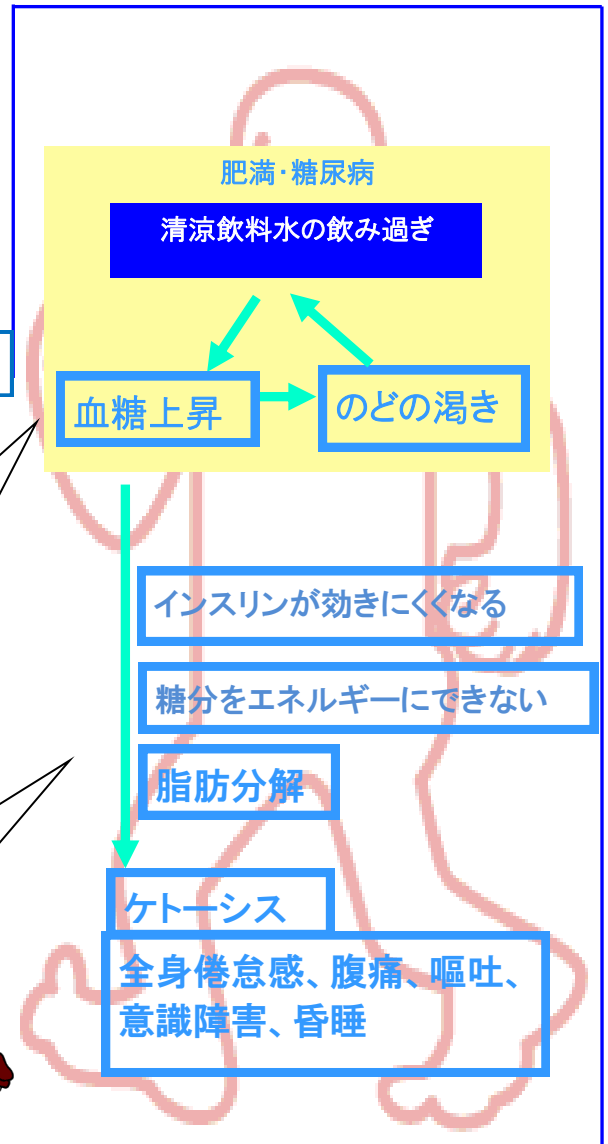 肥満・糖尿病
清涼飲料水の飲み過ぎ
血糖上昇
のどの渇き
インスリンが効きにくくなる
糖分をエネルギーにできない
脂肪分解
ケトーシス
全身倦怠感、腹痛、嘔吐、
意識障害、昏睡